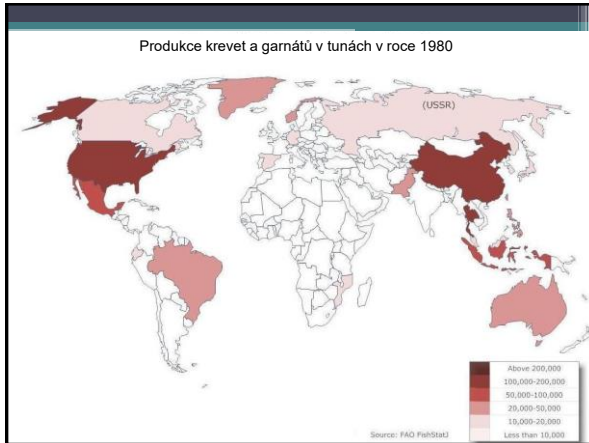 Produkce krevet a garnátů v tunách v roce 1980
(USSR)
Above 200,000
100,000-200,000
50,000-100,000
20,000-50,000
10,000-20,000
Less than 10,000
Source: FAO FishStatJ